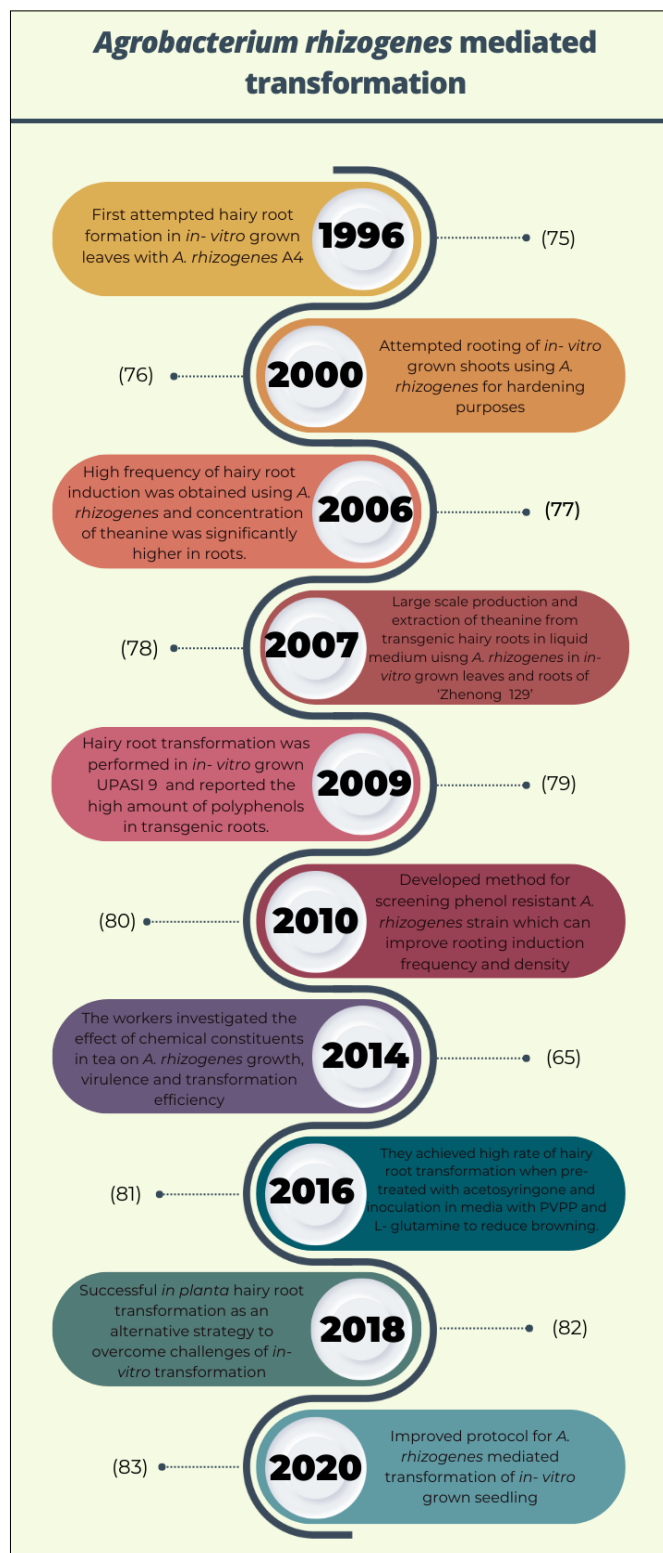 Agrobacterium rhizogenes mediated
transformation
First attempted hairy root
formation in in- vitro grown
leaves with A. rhizogenes A4
1996
(75)
(76)
2000
Attempted rooting of in- vitro
grown shoots using A.
rhizogenes for hardening
purposes
High frequency of hairy root
induction was obtained using A.
rhizogenes and concentration
of theanine was significantly
higher in roots.
2006
(77)
(78)
2007
Large scale production and
extraction of theanine from
transgenic hairy roots in liquid
medium uisng A. rhizogenes in in-
vitro grown leaves and roots of
‘Zhenong 129’
Hairy root transformation was
performed in in- vitro grown
UPASI 9 and reported the
high amount of polyphenols
in transgenic roots.
2009
(79)
(80)
2010
Developed method for
screening phenol resistant A.
rhizogenes strain which can
improve rooting induction
frequency and density
The workers investigated the
effect of chemical constituents
in tea on A. rhizogenes growth,
virulence and transformation
efficiency
2014
(65)
(81)
2016
They achieved high rate of hairy
root transformation when pre-
treated with acetosyringone and
inoculation in media with PVPP and
L- glutamine to reduce browning.
Successful in planta hairy root
transformation as an
alternative strategy to
overcome challenges of in-
vitro transformation
2018
(82)
(83)
2020
Improved protocol for A.
rhizogenes mediated
transformation of in- vitro
grown seedling